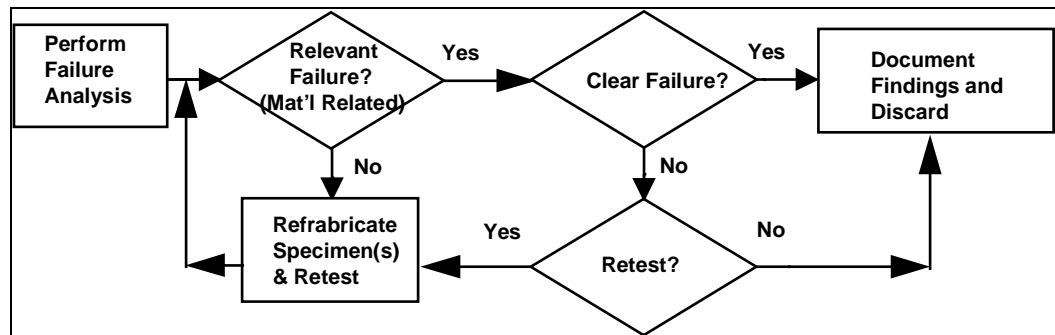 Perform
Failure
Analysis
Relevant
Failure?
(Mat'l Related)
Yes
Clear Failure?
Yes
Document
Findings and
Discard
No
No
Refrabricate
Specimen(s)
& Retest
Yes
Retest?
No